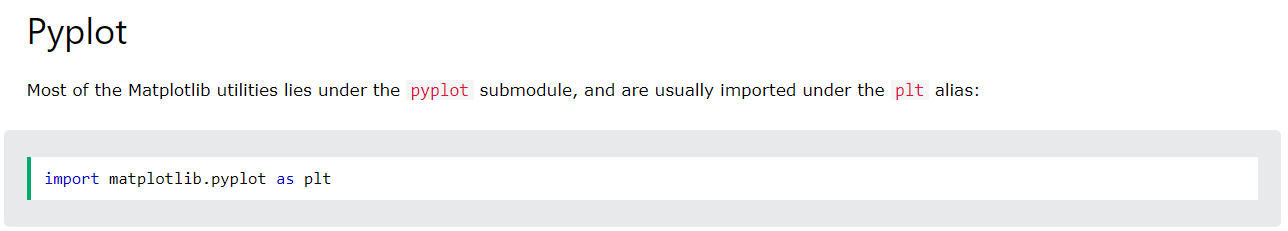 Pyplot
Most of the Matplotlib utilities lies under the pyplot submodule, and are usually imported under the plt alias:
import matplotlib.pyplot as plt